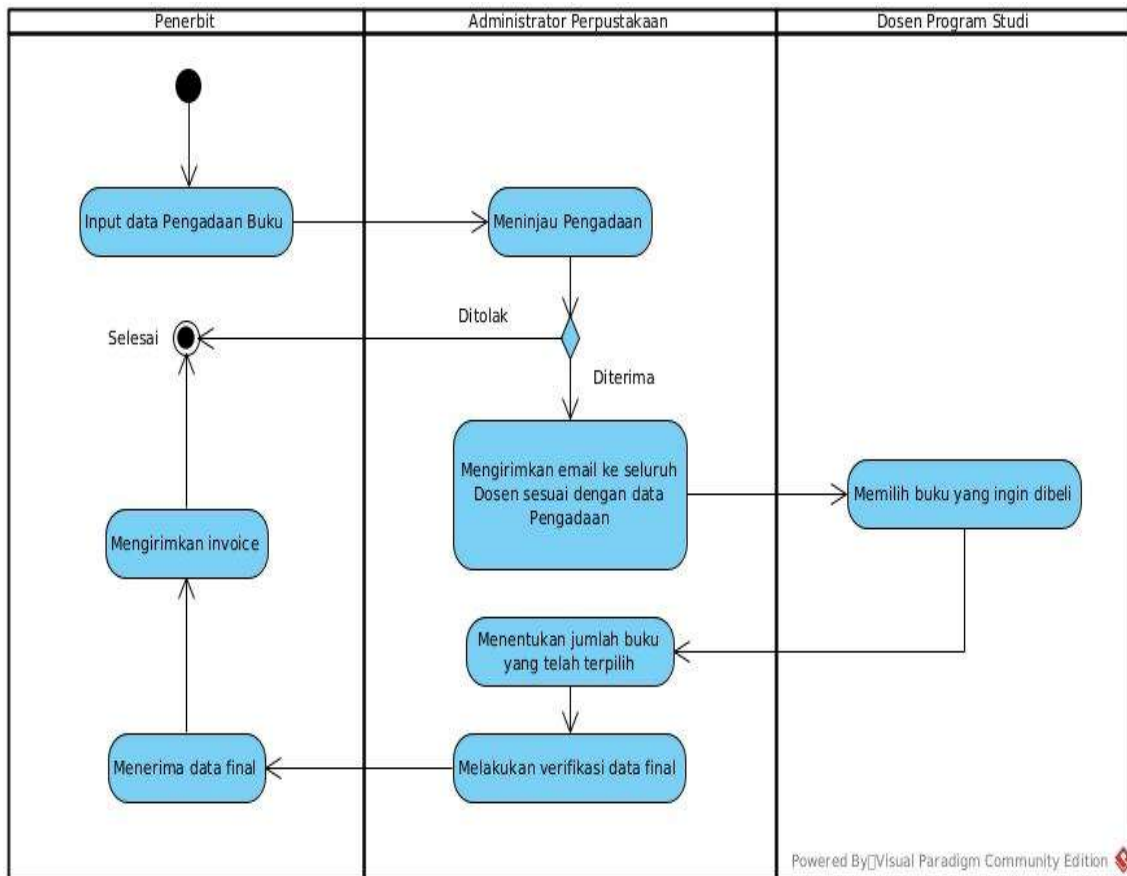 Penerbit
Administrator Perpustakaan
Dosen Program Studi
Input data Pengadaan Buku
Meninjau Pengadaan
Ditolak
Selesai
Diterima
Mengirimkan email ke seluruh
Dosen sesuai dengan data
Pengadaan
Memilih buku yang ingin dibeli
Mengirimkan invoice
Menentukan jumlah buku
yang telah terpilih
Menerima data final
Melakukan verifikasi data final
Powered By Visual Paradigm Community Edition